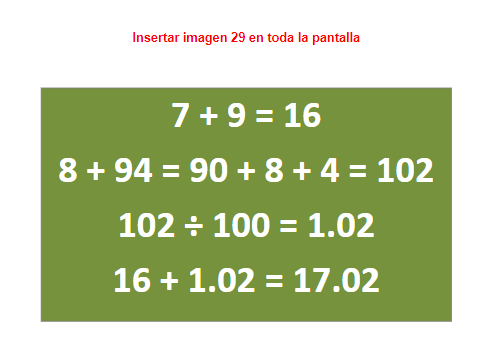 Insertar imagen 29 en toda la pantalla
7 + 9 = 16
8 + 94 = 90 + 8 + 4 = 102
102 ÷ 100 = 1.02
16 + 1.02 = 17.02